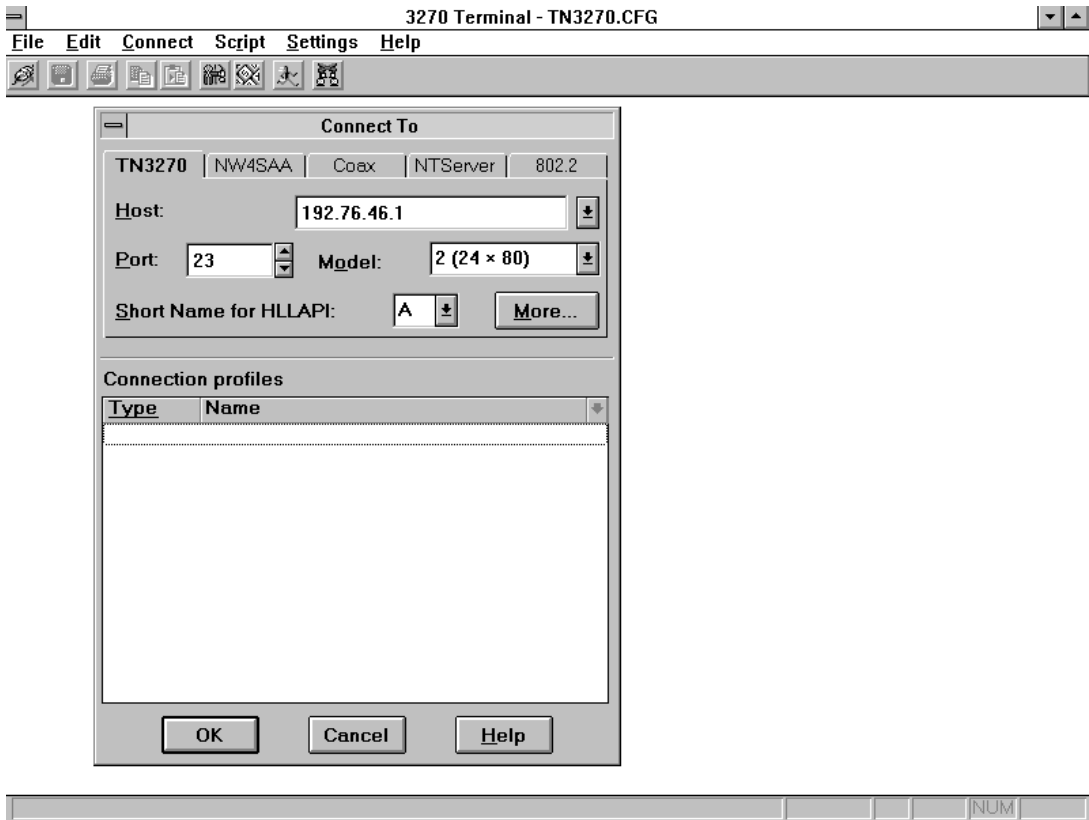 3270 Terminal - TN3270.CFG
File Edit Connect Script Settings Help
Connect To
TN3270 NW4SAA Coax NTServer 802.2
Host: 192.76.46.1
Port: 23 Model: 2 (24 × 80)
Short Name for HLLAPI: A More...
Connection profiles
Type Name
OK Cancel Help
NUM